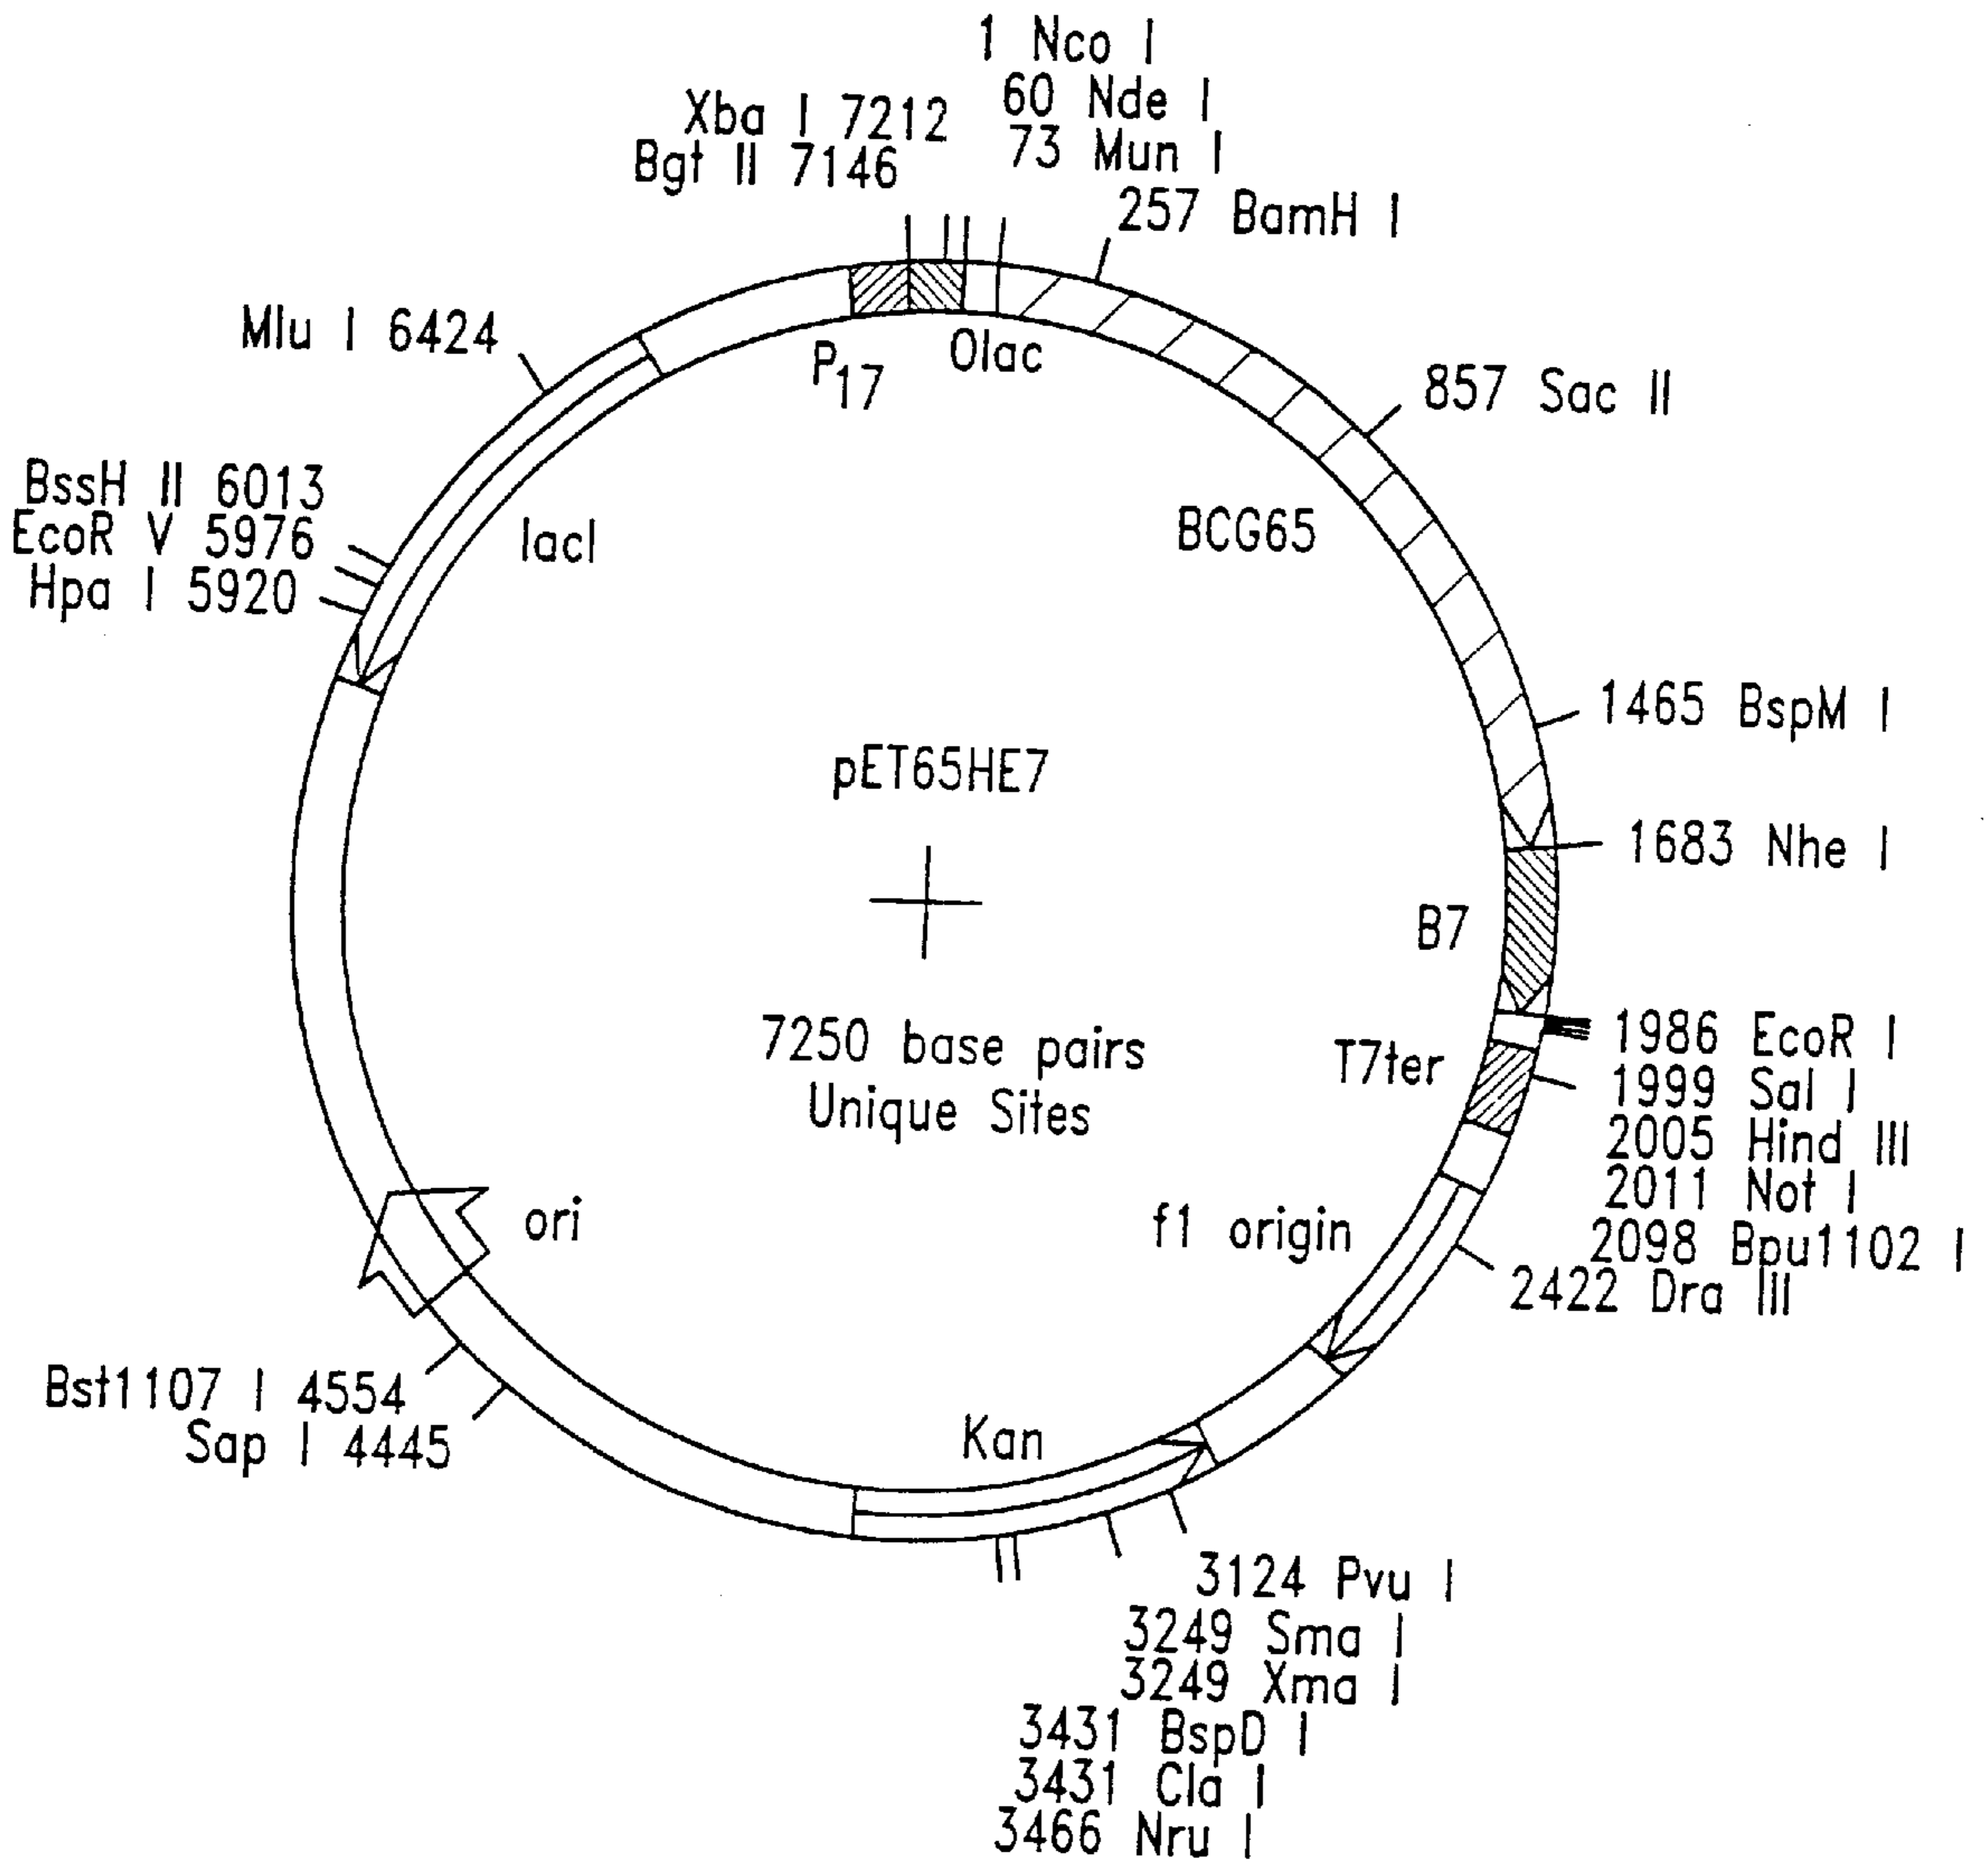 1 Nco I
60 Nde I
73 Mun I
257 BamH I
Xba I 7212
Bgt II 7146
Mlu I 6424
P17
Olac
857 Sac II
BssH II 6013
EcoR V 5976
Hpa I 5920
lacI
BCG65
1465 BspM I
pET65HE7
1683 Nhe I
B7
7250 base pairs
Unique Sites
T7ter
1986 EcoR I
1999 Sal I
2005 Hind III
2011 Not I
2098 Bpu1102 I
2422 Dra III
ori
f1 origin
Bst1107 I 4554
Sap I 4445
Kan
3124 Pvu I
3249 Sma I
3249 Xma I
3431 BspD I
3431 Cla I
3466 Nru I